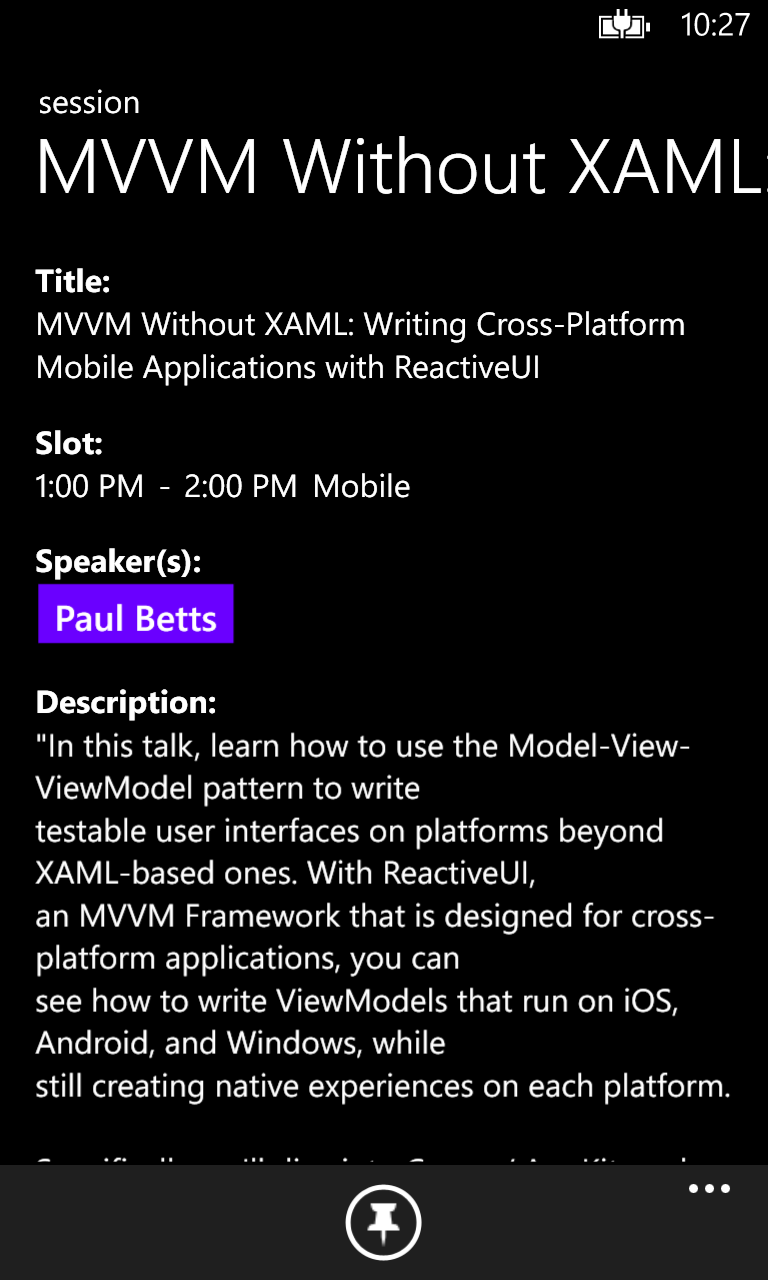 10:27
session
MVVM Without XAML:
Title:
MVVM Without XAML: Writing Cross-Platform
Mobile Applications with ReactiveUI
Slot:
1:00 PM - 2:00 PM Mobile
Speaker(s):
Paul Betts
Description:
"In this talk, learn how to use the Model-View-
ViewModel pattern to write
testable user interfaces on platforms beyond
XAML-based ones. With ReactiveUI,
an MVVM Framework that is designed for cross-
platform applications, you can
see how to write ViewModels that run on iOS,
Android, and Windows, while
still creating native experiences on each platform.